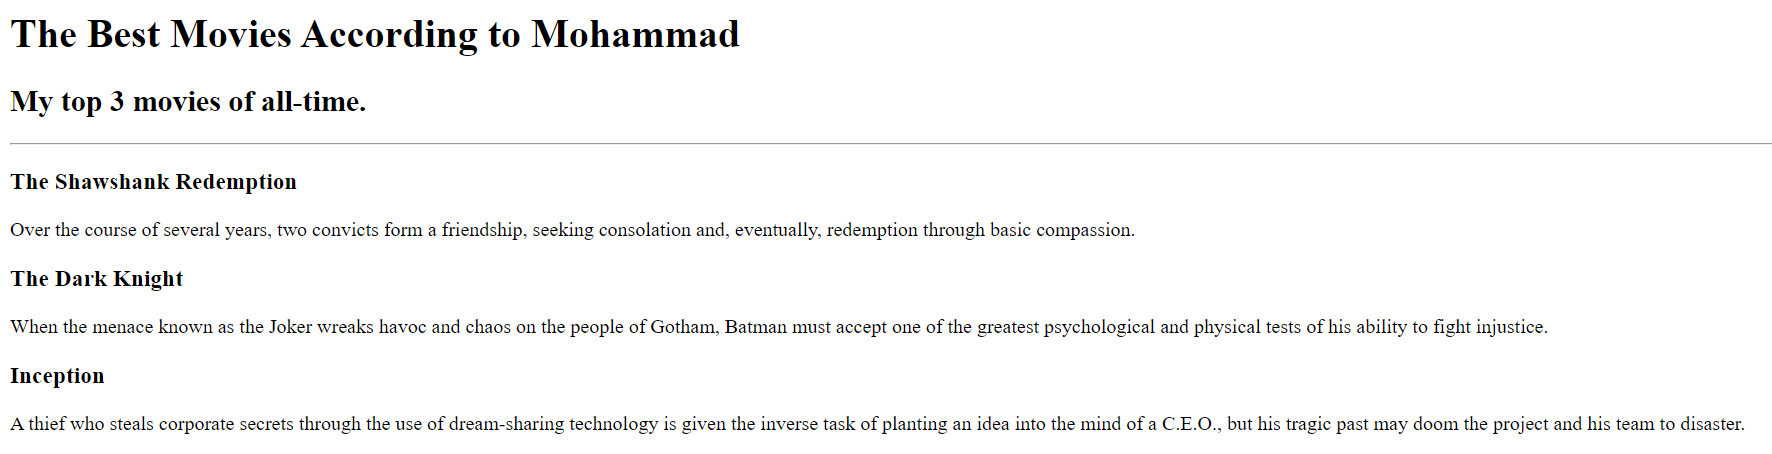 The Best Movies According to Mohammad
My top 3 movies of all-time.
The Shawshank Redemption
Over the course of several years, two convicts form a friendship, seeking consolation and, eventually, redemption through basic compassion.
The Dark Knight
When the menace known as the Joker wreaks havoc and chaos on the people of Gotham, Batman must accept one of the greatest psychological and physical tests of his ability to fight injustice.
Inception
A thief who steals corporate secrets through the use of dream-sharing technology is given the inverse task of planting an idea into the mind of a C.E.O., but his tragic past may doom the project and his team to disaster.